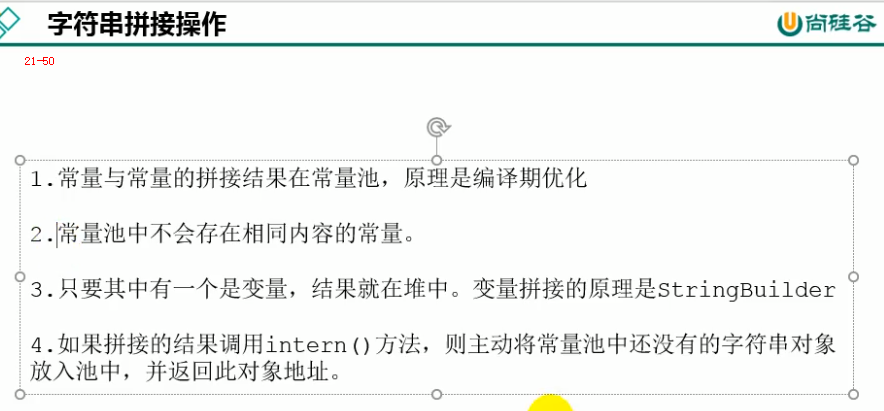 字符串拼接操作
尚硅谷
21-50
1.常量与常量的拼接结果在常量池，原理是编译期优化
2.常量池中不会存在相同内容的常量。
3.只要其中有一个是变量，结果就在堆中。变量拼接的原理是StringBuilder
4.如果拼接的结果调用intern()方法，则主动将常量池中还没有的字符串对象
放入池中，并返回此对象地址。